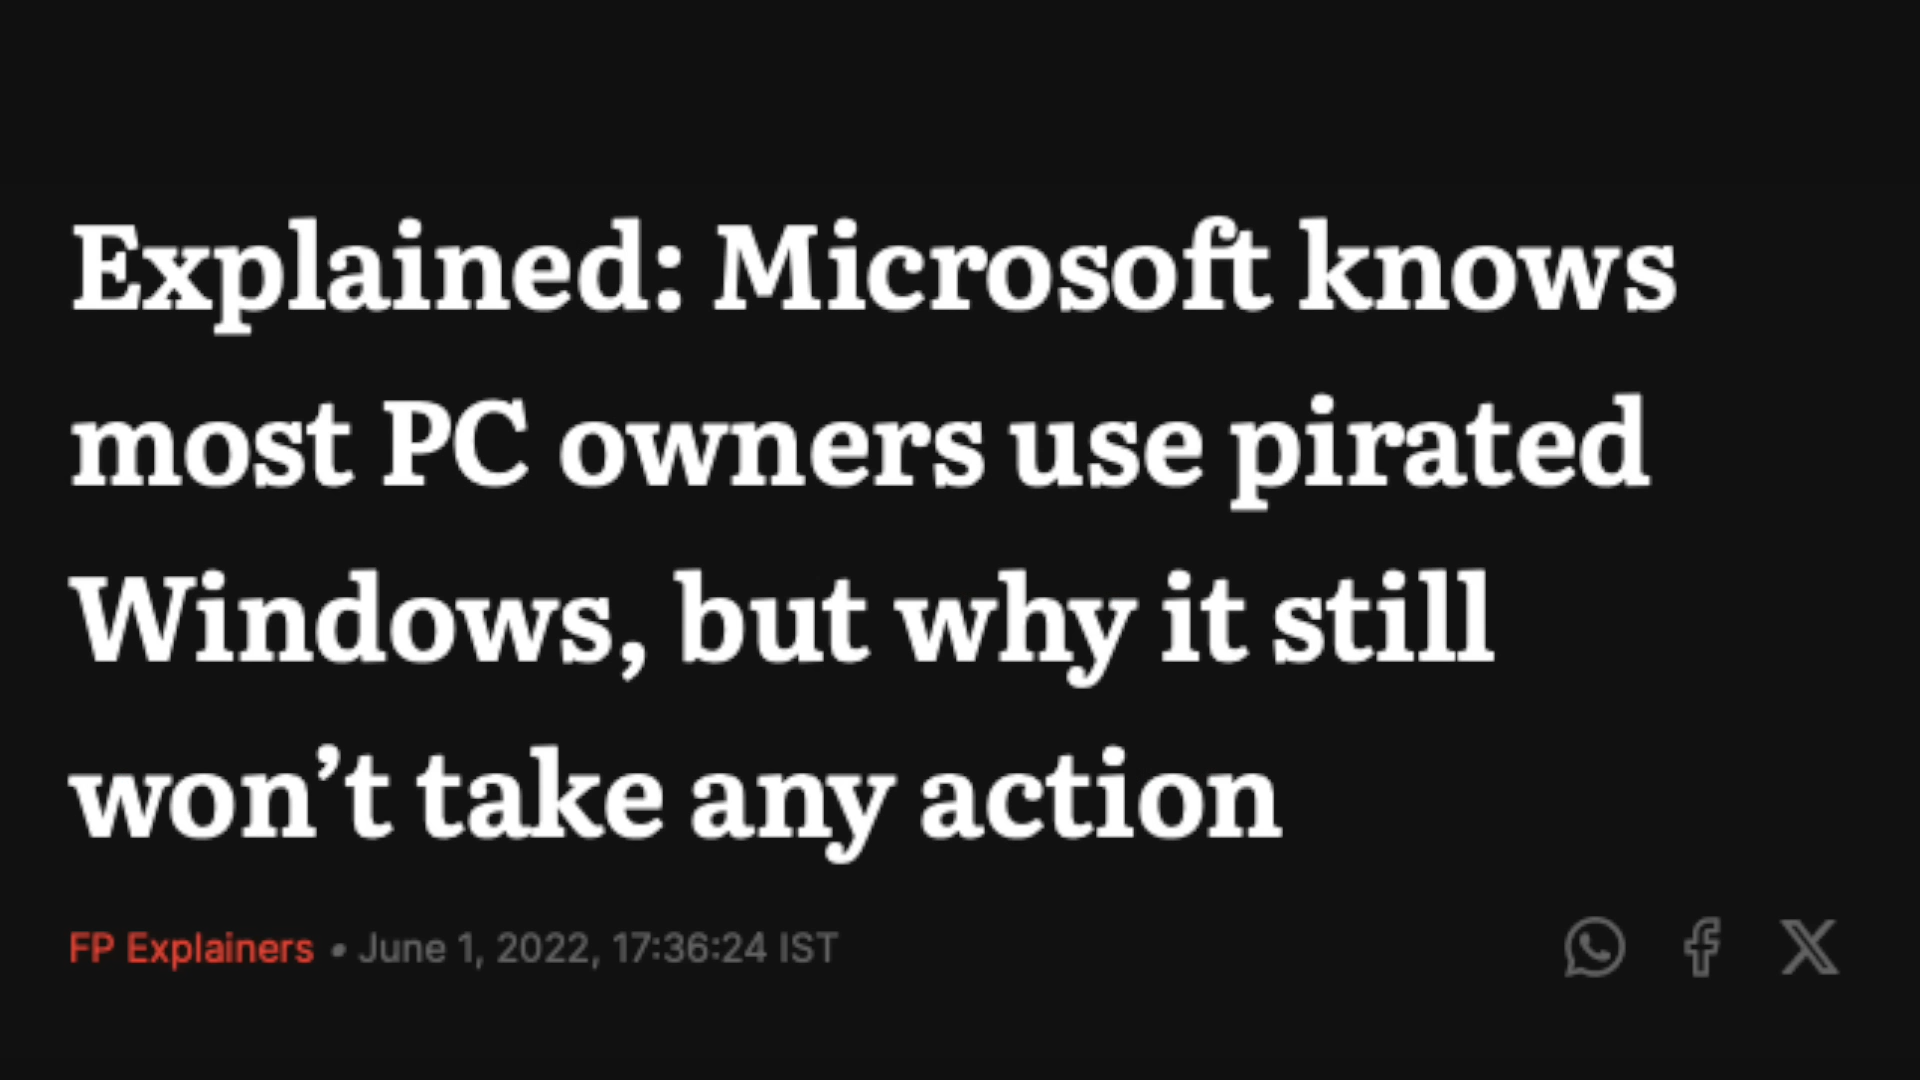 Explained: Microsoft knows
most PC owners use pirated
Windows, but why it still
won’t take any action
FP Explainers • June 1, 2022, 17:36:24 IST